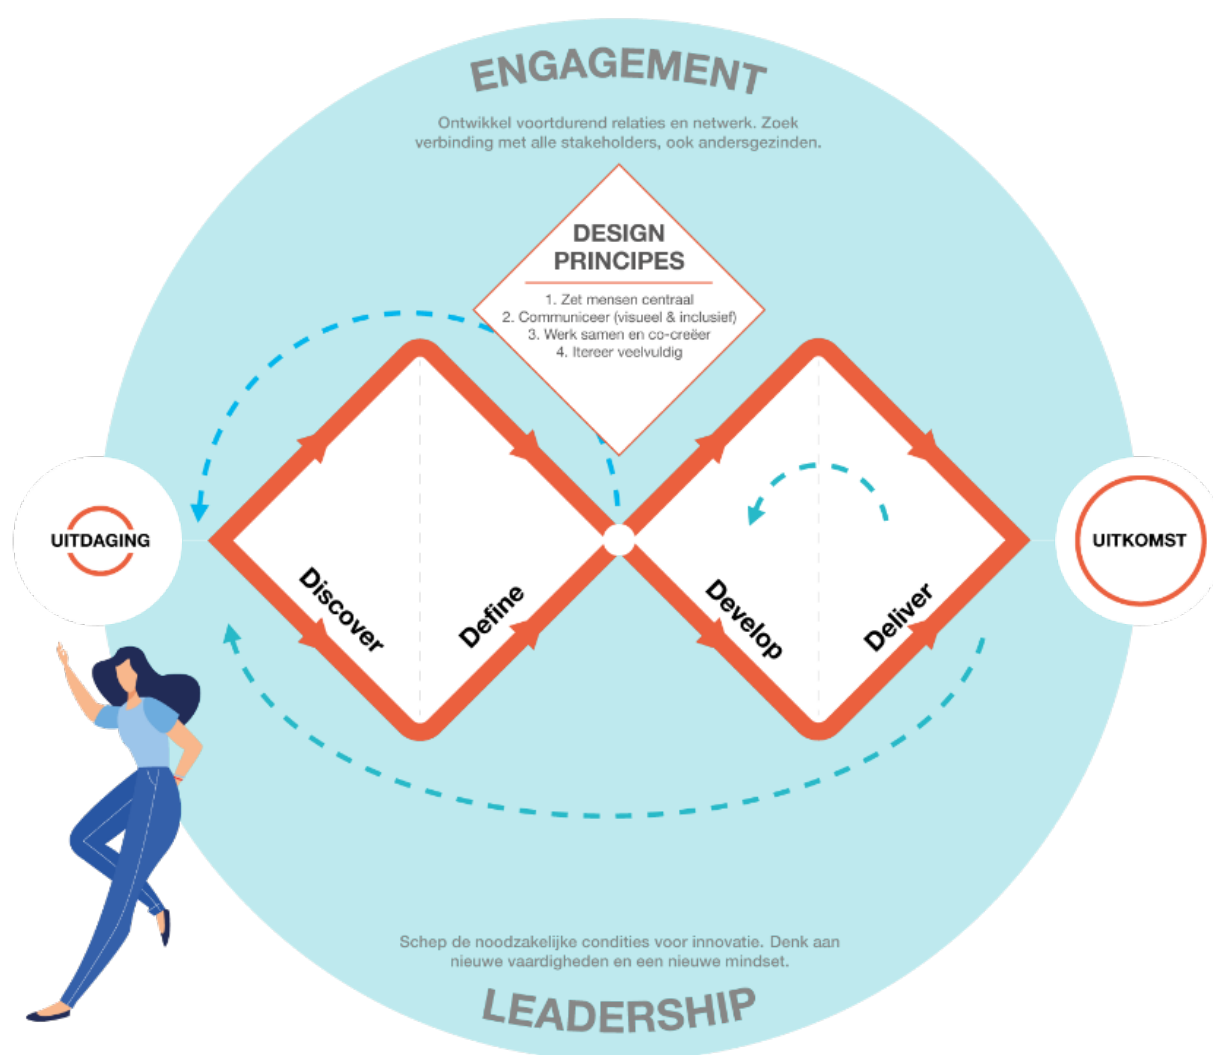 ENGAGEMENT
Ontwikkel voortdurend relaties en netwerk. Zoek
verbinding met alle stakeholders, ook andersgezinden.
DESIGN
PRINCIPES
1. Zet mensen centraal
2. Communiceer (visueel & inclusief)
3. Werk samen en co-creëer
4. Itereer veelvuldig
UITDAGING
UITKOMST
Discover
Define
Develop
Deliver
Schep de noodzakelijke condities voor innovatie. Denk aan
nieuwe vaardigheden en een nieuwe mindset.
LEADERSHIP